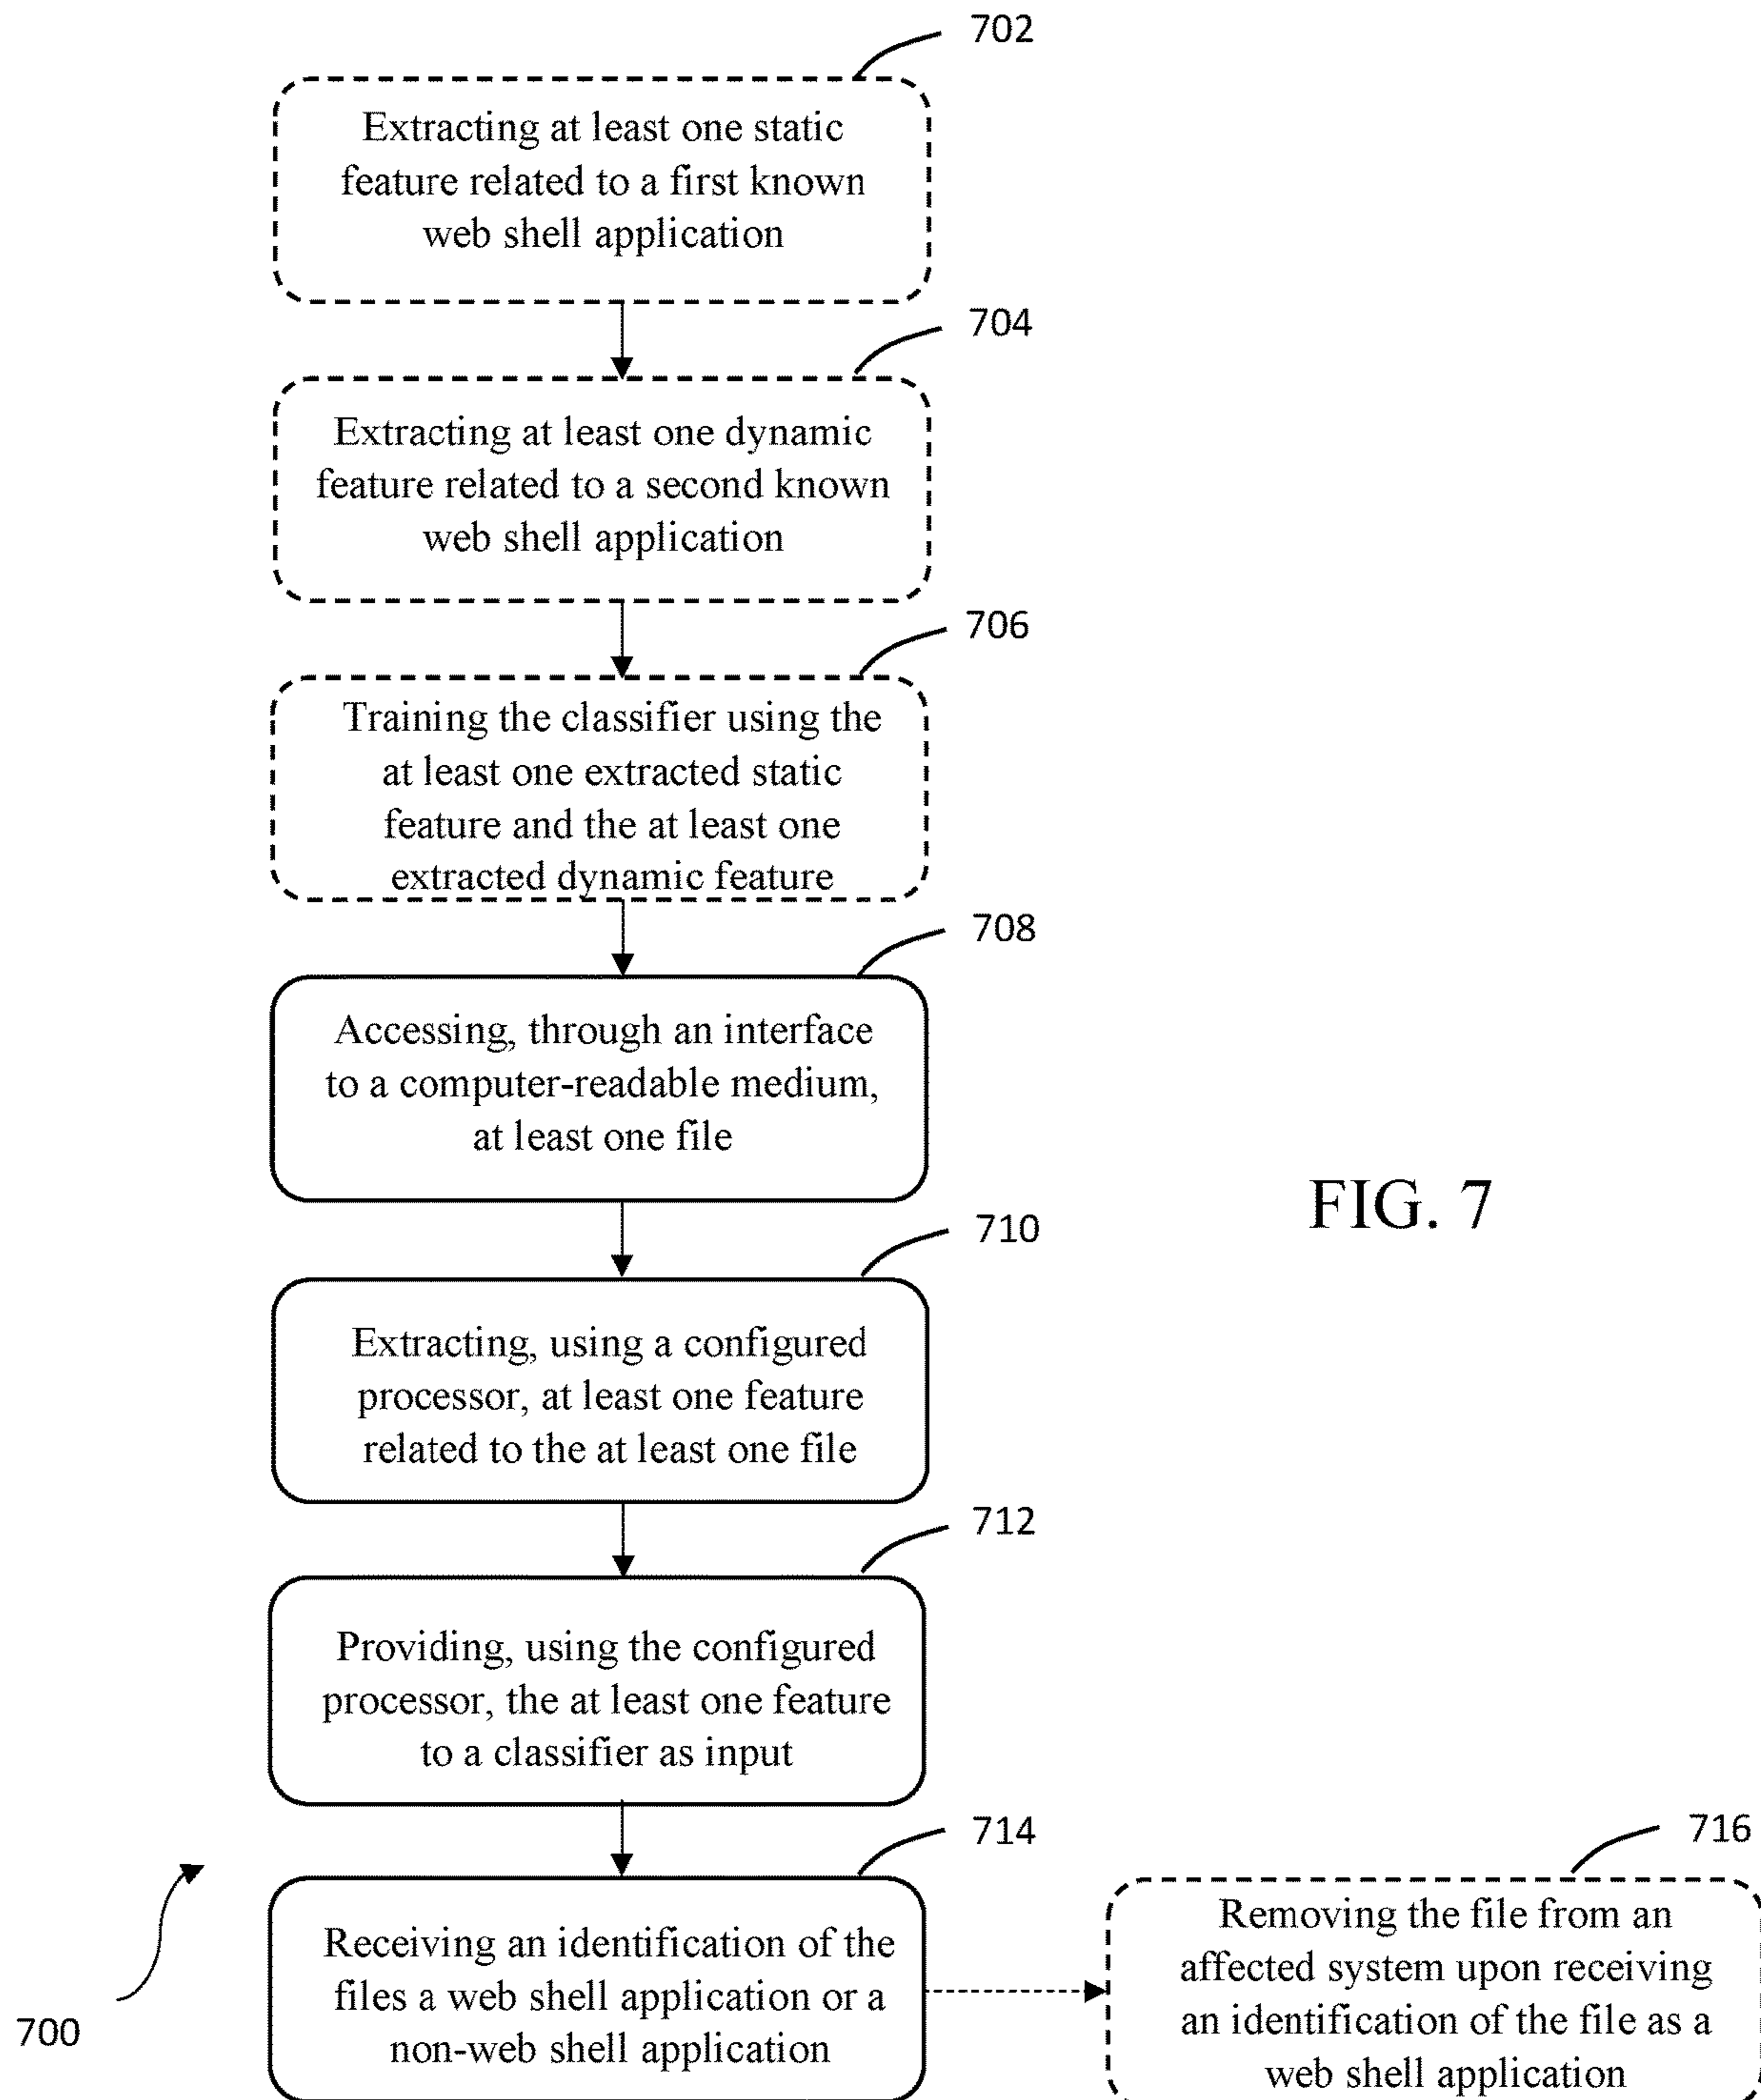 702
Extracting at least one static
feature related to a first known
web shell application
704
Extracting at least one dynamic
feature related to a second known
web shell application
706
Training the classifier using the
at least one extracted static
feature and the at least one
extracted dynamic feature
708
Accessing, through an interface
to a computer-readable medium,
at least one file
FIG. 7
710
Extracting, using a configured
processor, at least one feature
related to the at least one file
712
Providing, using the configured
processor, the at least one feature
to a classifier as input
714
Receiving an identification of the
files a web shell application or a
non-web shell application
716
Removing the file from an
affected system upon receiving
an identification of the file as a
web shell application
700